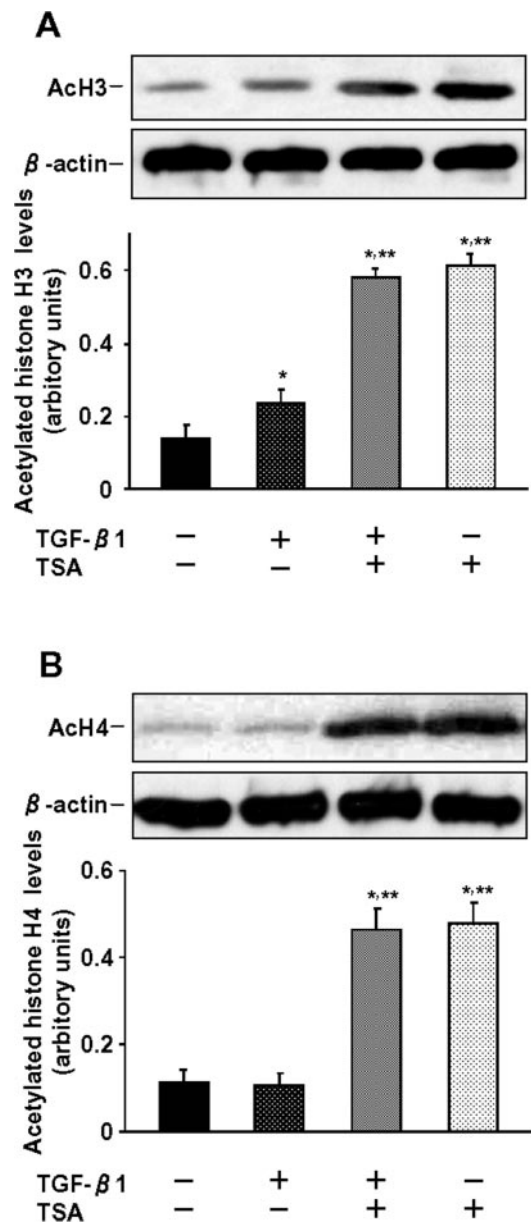 A
AcH3
β-actin
Acetylated histone H3 levels
(arbitory units)
*,** *,**
0.6
0.4
*
0.2
0
TGF-β1 − + + −
TSA − − + +
B
AcH4
β-actin
Acetylated histone H4 levels
(arbitory units)
0.6
*,** *,**
0.4
0.2
0
TGF-β1 − + + −
TSA − − + +